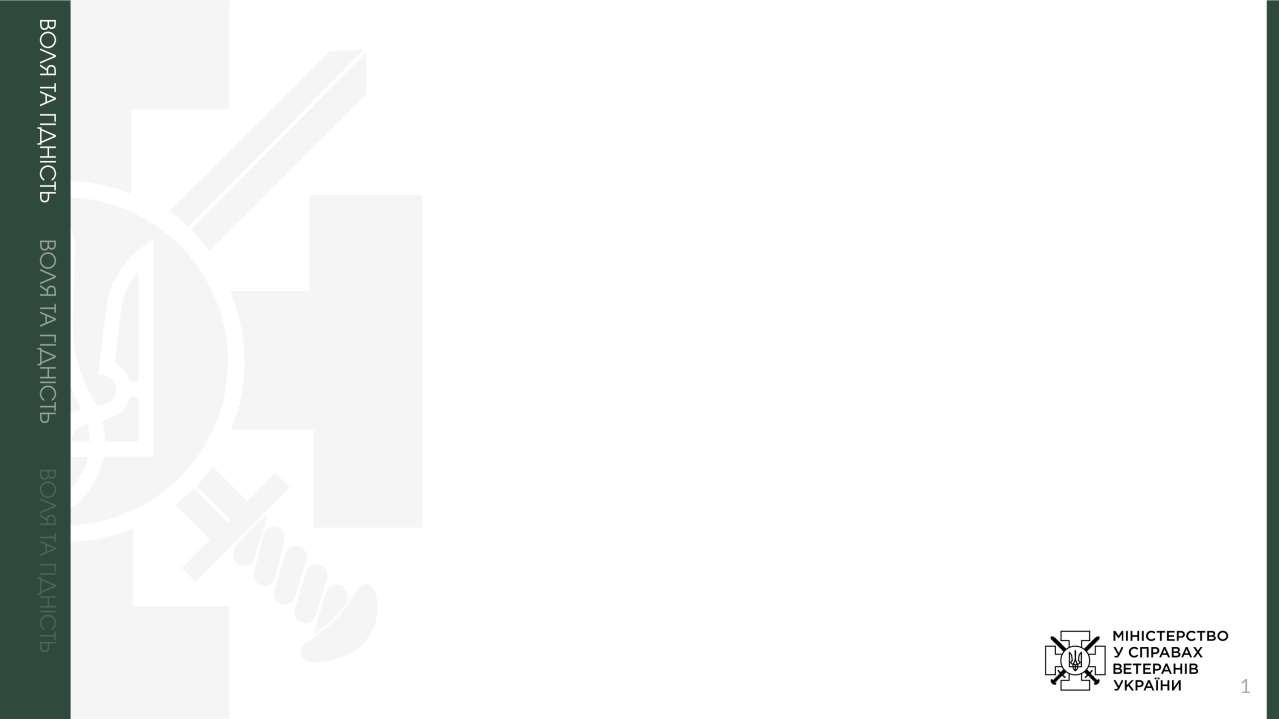 ВОЛЯ ТА ГІДНІСТЬ
ВОЛЯ ТА ГІДНІСТЬ
ВОЛЯ ТА ГІДНІСТЬ
МІНІСТЕРСТВО
У СПРАВАХ
ВЕТЕРАНІВ
УКРАЇНИ
1